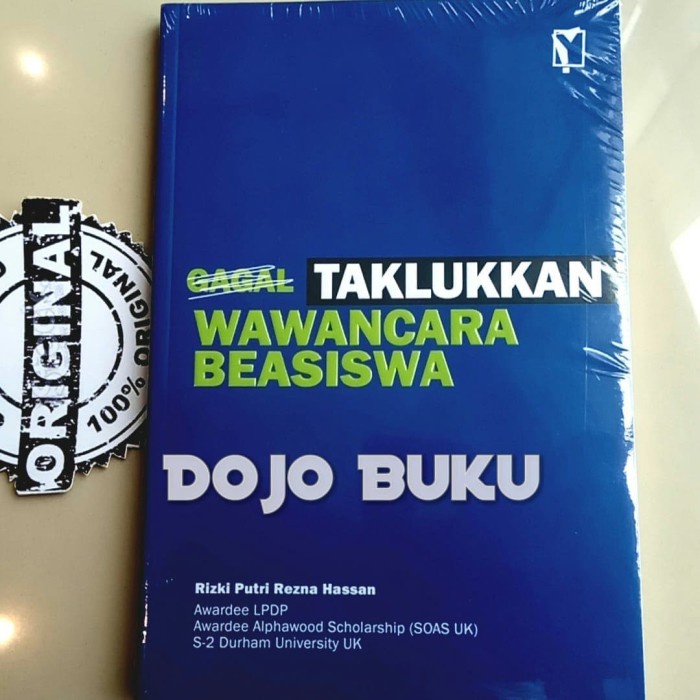 GAGAL TAKLUKKAN
WAWANCARA
BEASISWA
DOJO BUKU
Rizki Putri Rezna Hassan
Awardee LPDP
Awardee Alphawood Scholarship (SOAS UK)
S-2 Durham University UK
ORIGINAL
100% ORIGINAL